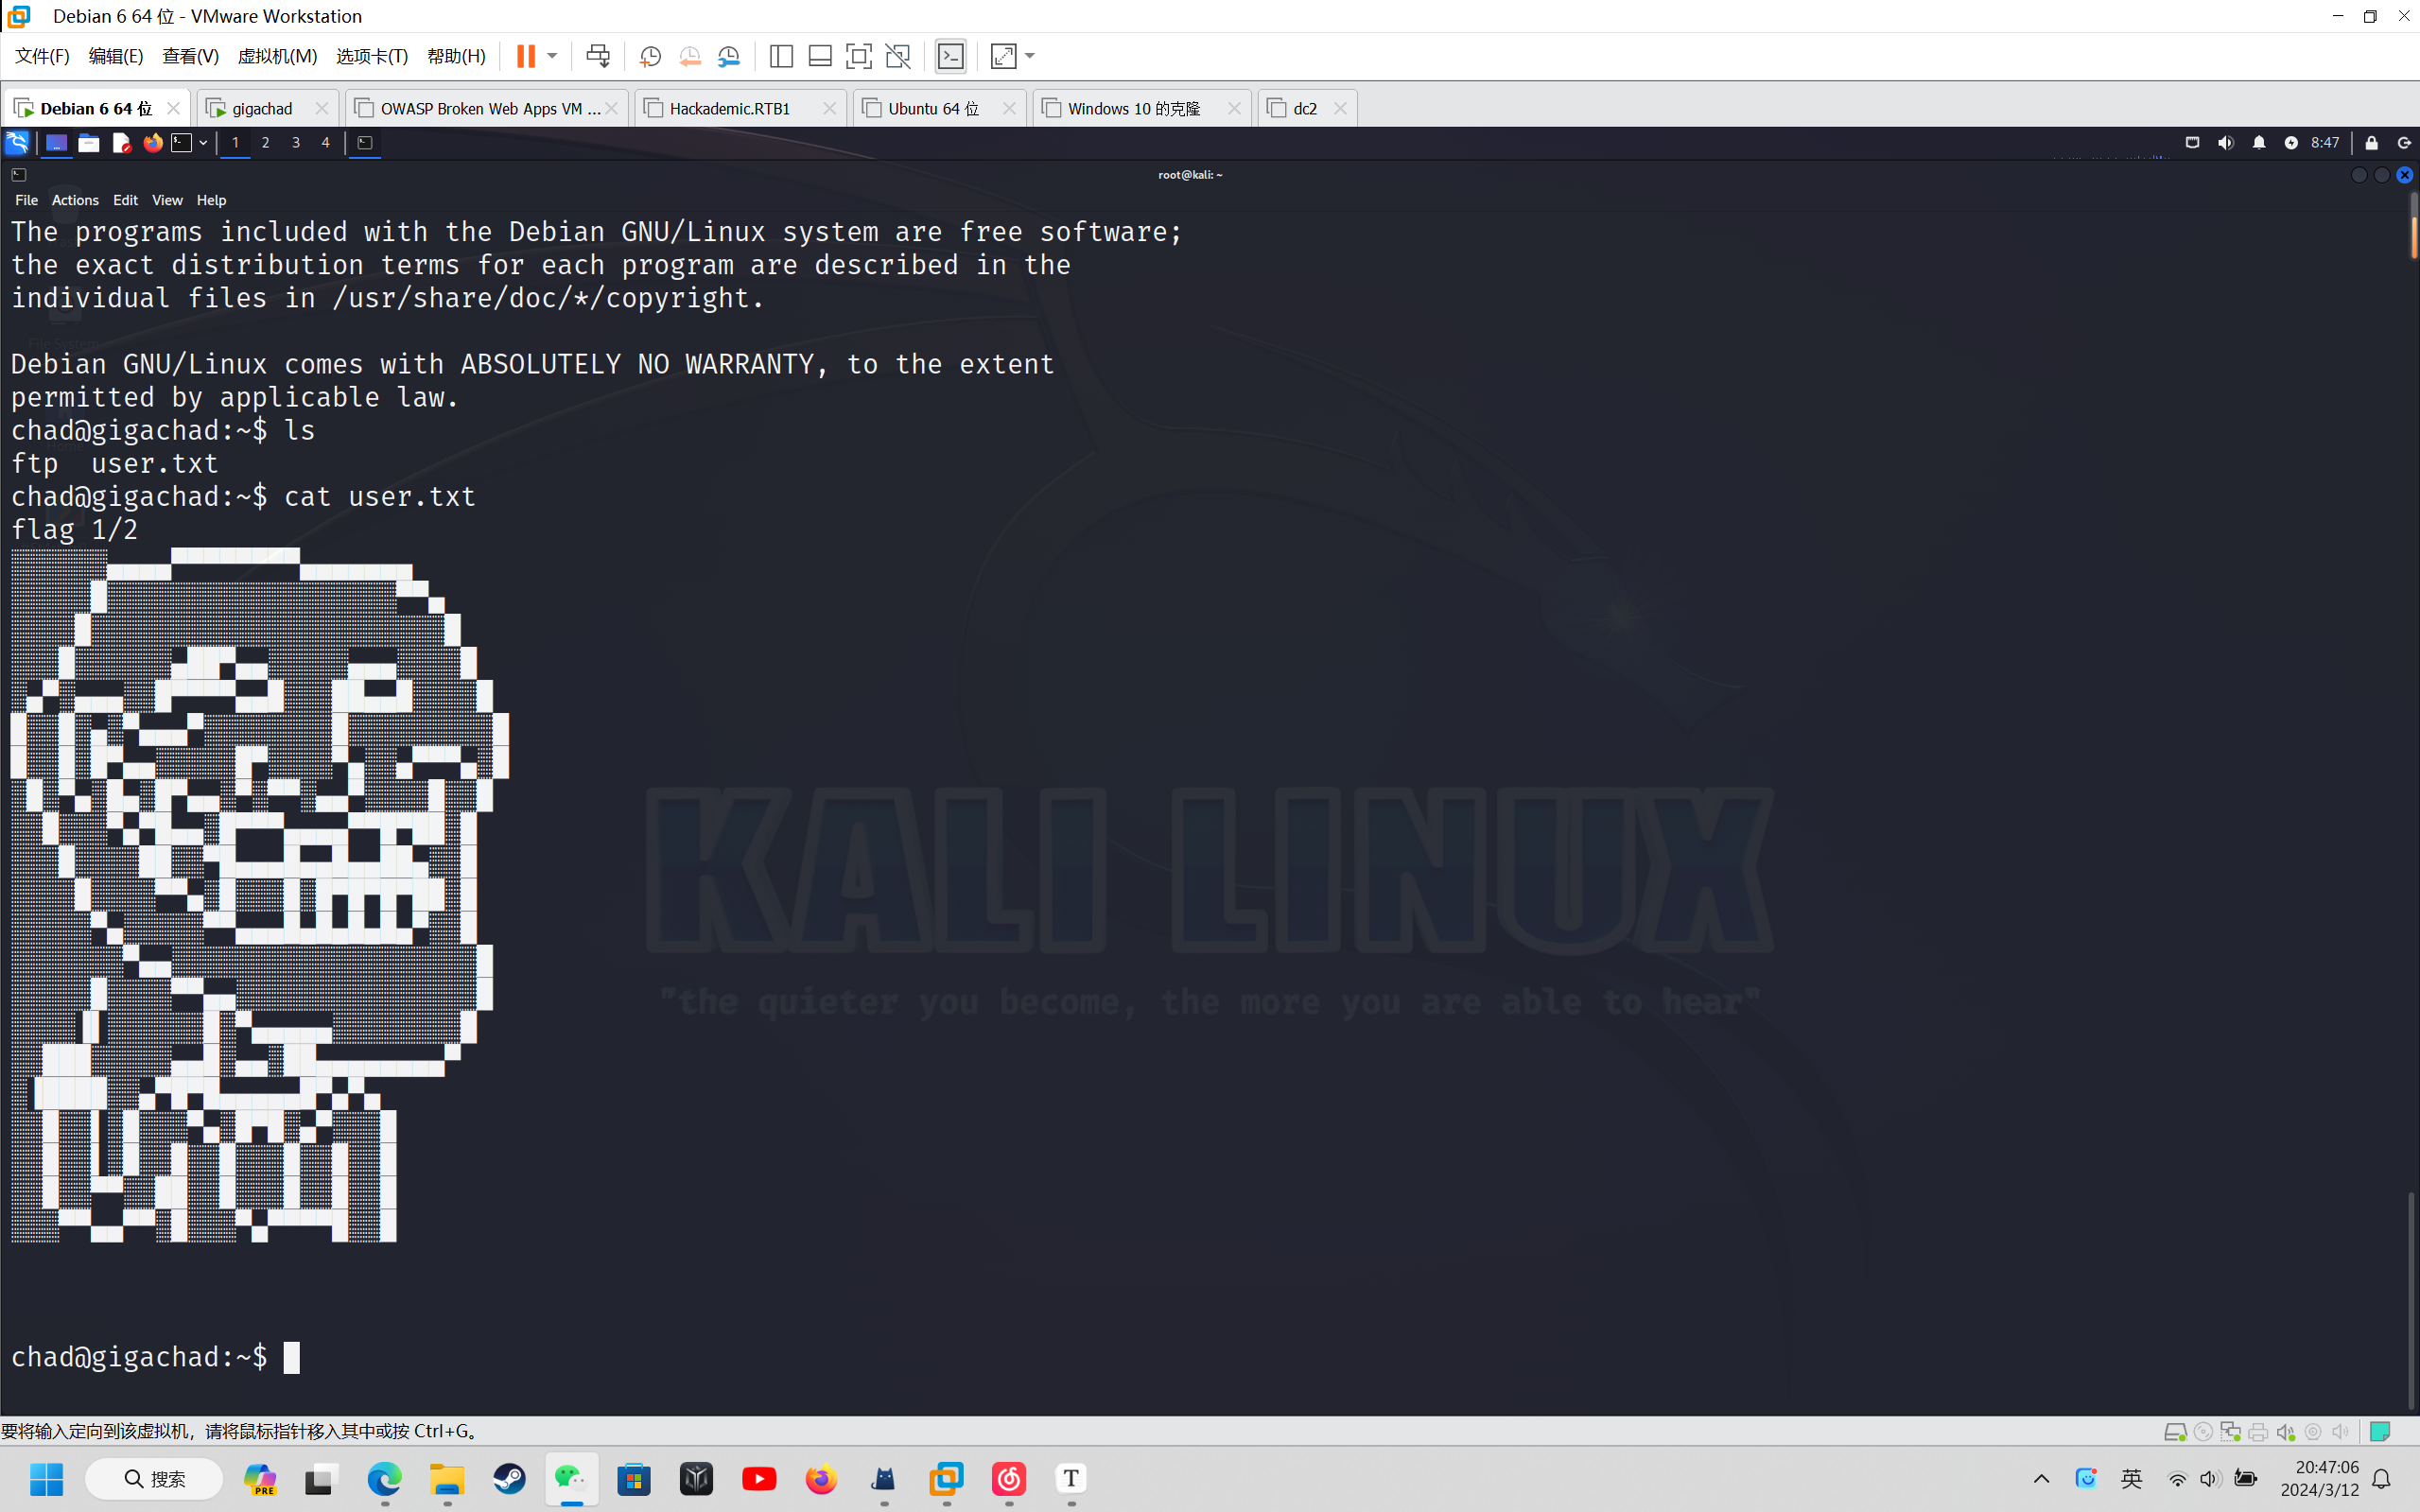 Debian 6 64 位 - VMware Workstation
文件(F) 编辑(E) 查看(V) 虚拟机(M) 选项卡(T) 帮助(H)
Debian 6 64 位 gigachad OWASP Broken Web Apps VM ... Hackademic.RTB1 Ubuntu 64 位 Windows 10 的克隆 dc2
1 2 3 4 8:47
root@kali: ~
File Actions Edit View Help
The programs included with the Debian GNU/Linux system are free software;
the exact distribution terms for each program are described in the
individual files in /usr/share/doc/*/copyright.
File System
Debian GNU/Linux comes with ABSOLUTELY NO WARRANTY, to the extent
permitted by applicable law.
chad@gigachad:~$ ls
ftp user.txt
chad@gigachad:~$ cat user.txt
flag 1/2
KALI LINUX
"the quieter you become, the more you are able to hear"
chad@gigachad:~$
要将输入定向到该虚拟机，请将鼠标指针移入其中或按 Ctrl+G。
搜索 PRE T 英 20:47:06
2024/3/12